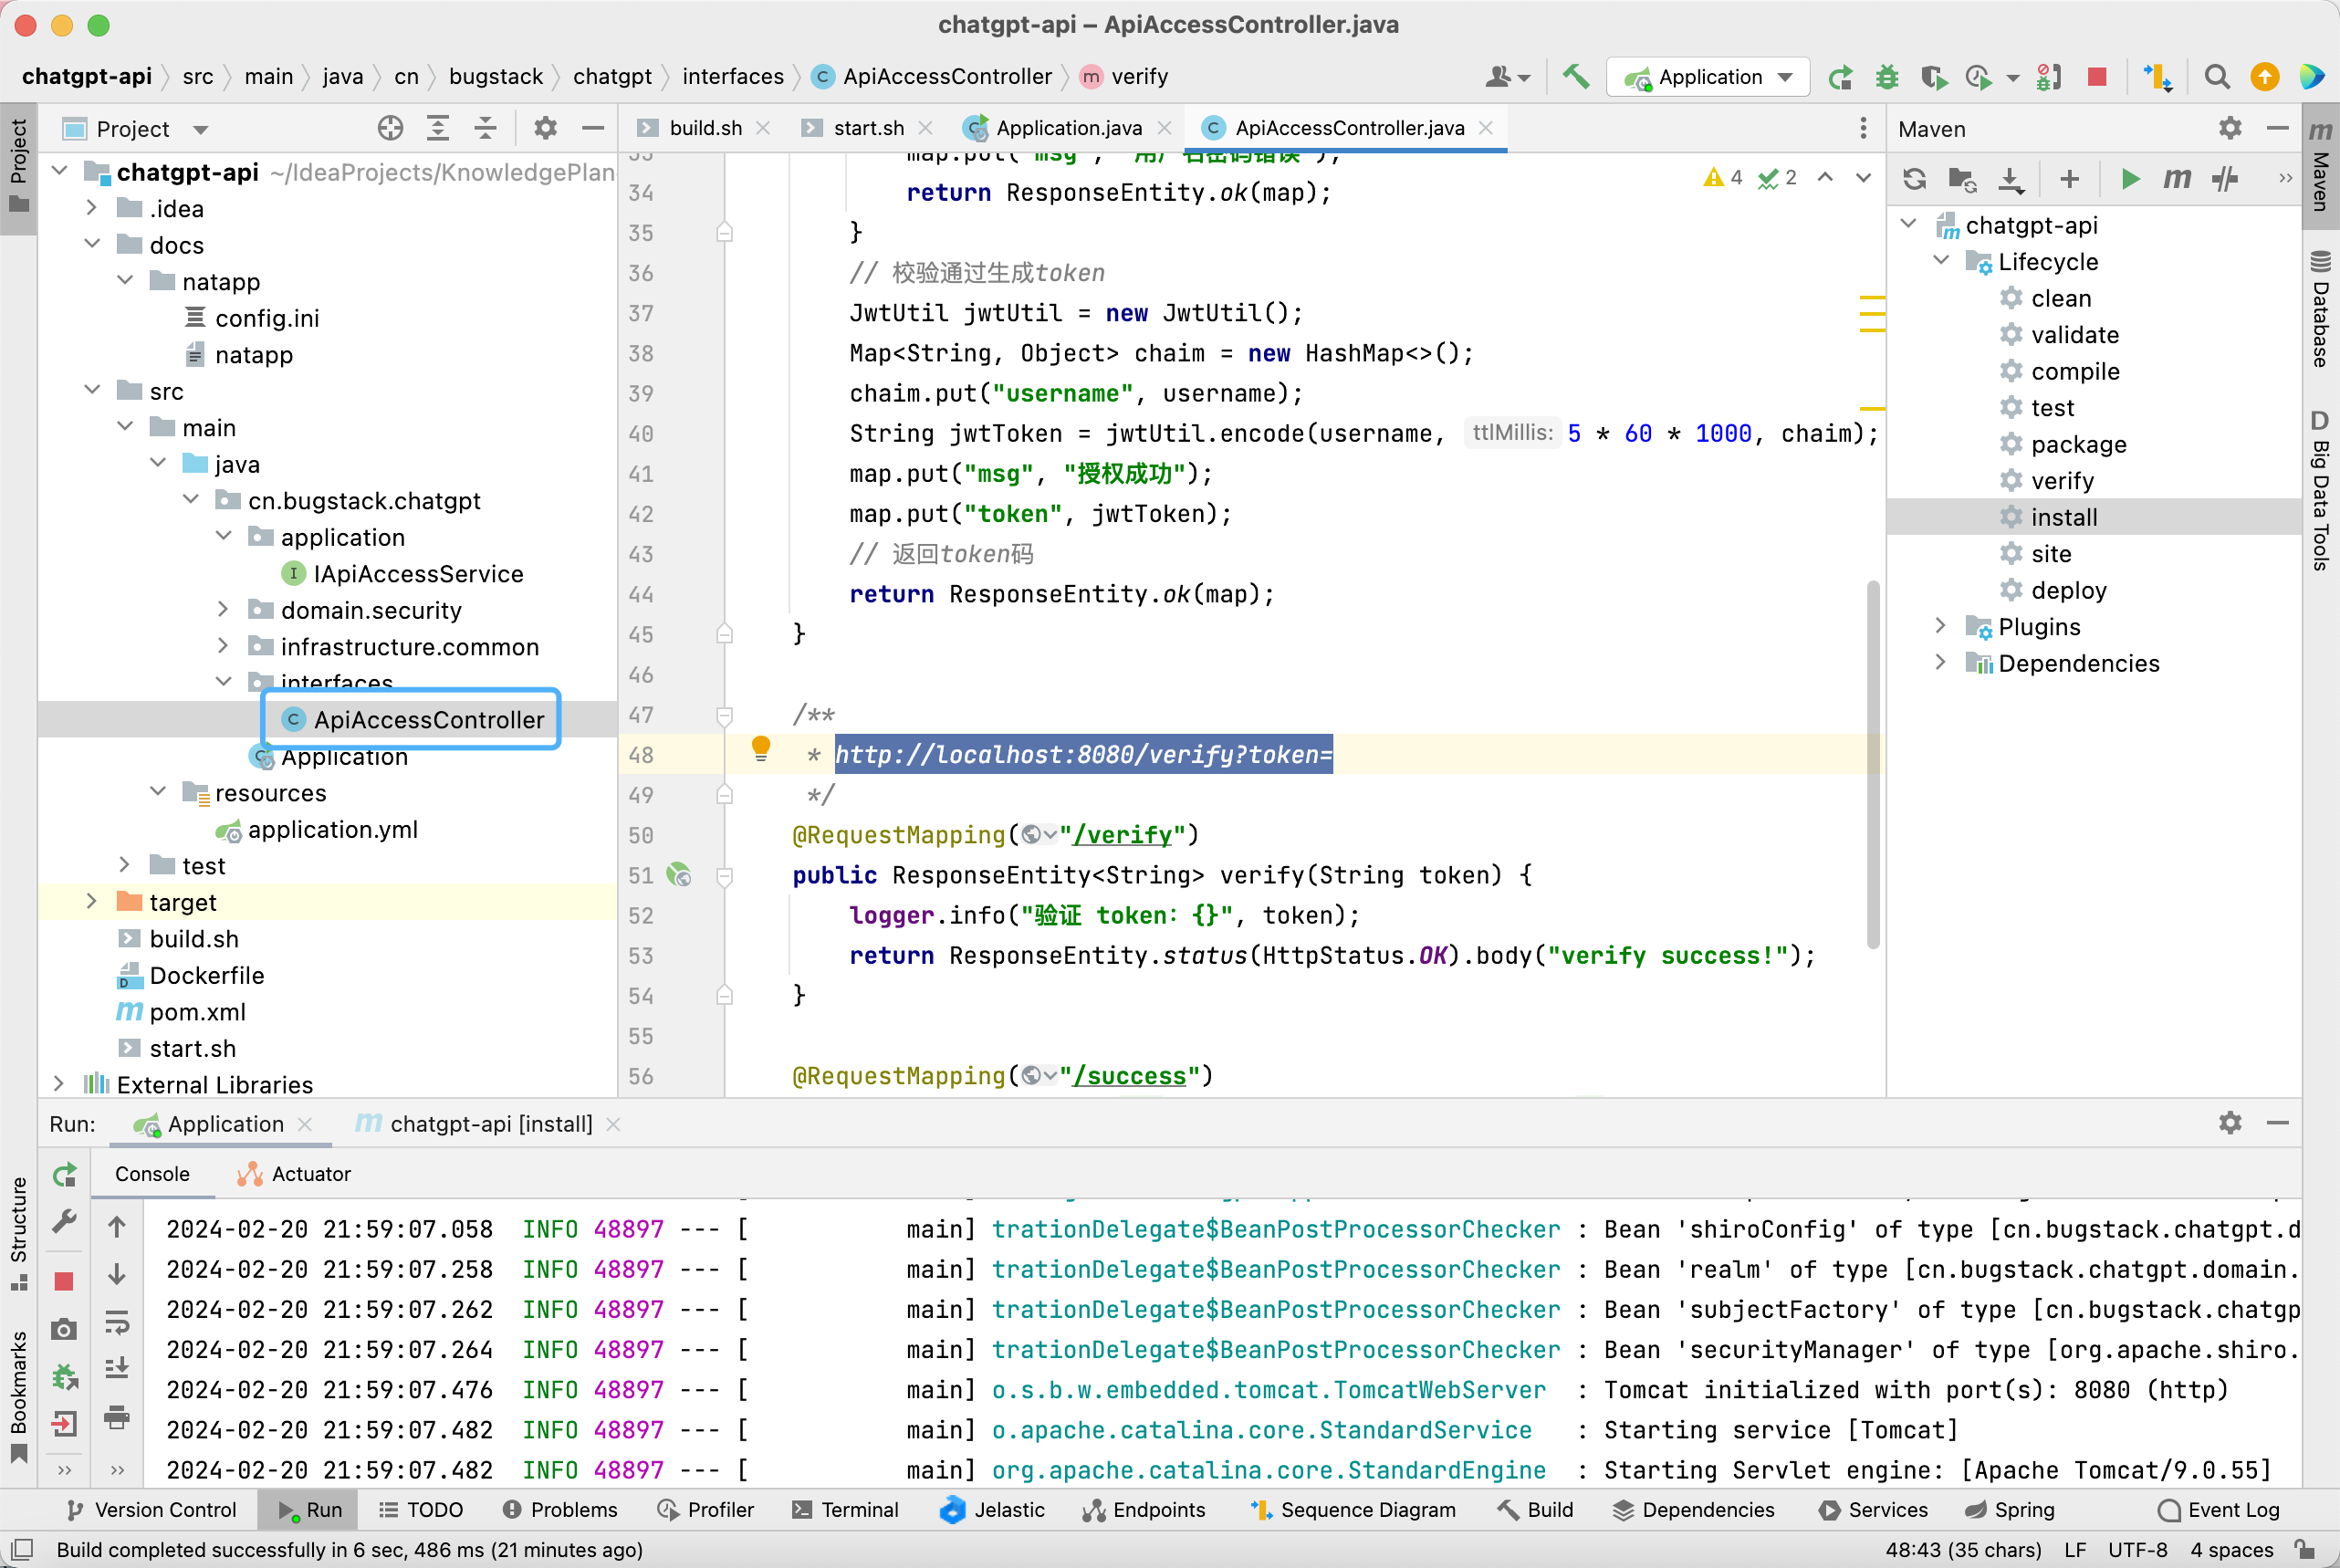 chatgpt-api – ApiAccessController.java
chatgpt-api src main java cn bugstack chatgpt interfaces ApiAccessController verify Application
Project
build.sh start.sh Application.java ApiAccessController.java
Maven
chatgpt-api ~/IdeaProjects/KnowledgePlan
.idea
docs
natapp
config.ini
natapp
src
main
java
cn.bugstack.chatgpt
application
IApiAccessService
domain.security
infrastructure.common
interfaces
ApiAccessController
Application
resources
application.yml
test
target
build.sh
Dockerfile
pom.xml
start.sh
External Libraries
4 2
33 map.put("msg", "用户名密码错误");
34 return ResponseEntity.ok(map);
35 }
36 // 校验通过生成token
37 JwtUtil jwtUtil = new JwtUtil();
38 Map<String, Object> chaim = new HashMap<>();
39 chaim.put("username", username);
40 String jwtToken = jwtUtil.encode(username, ttlMillis: 5 * 60 * 1000, chaim);
41 map.put("msg", "授权成功");
42 map.put("token", jwtToken);
43 // 返回token码
44 return ResponseEntity.ok(map);
45 }
46
47 /**
48 * http://localhost:8080/verify?token=
49 */
50 @RequestMapping("/verify")
51 public ResponseEntity<String> verify(String token) {
52 logger.info("验证 token：{}", token);
53 return ResponseEntity.status(HttpStatus.OK).body("verify success!");
54 }
55
56 @RequestMapping("/success")
chatgpt-api
Lifecycle
clean
validate
compile
test
package
verify
install
site
deploy
Plugins
Dependencies
Project
Structure
Bookmarks
Maven
Database
Big Data Tools
Run: Application chatgpt-api [install]
Console Actuator
2024-02-20 21:59:07.058 INFO 48897 --- [ main] trationDelegate$BeanPostProcessorChecker : Bean 'shiroConfig' of type [cn.bugstack.chatgpt.d
2024-02-20 21:59:07.258 INFO 48897 --- [ main] trationDelegate$BeanPostProcessorChecker : Bean 'realm' of type [cn.bugstack.chatgpt.domain.
2024-02-20 21:59:07.262 INFO 48897 --- [ main] trationDelegate$BeanPostProcessorChecker : Bean 'subjectFactory' of type [cn.bugstack.chatgp
2024-02-20 21:59:07.264 INFO 48897 --- [ main] trationDelegate$BeanPostProcessorChecker : Bean 'securityManager' of type [org.apache.shiro.
2024-02-20 21:59:07.476 INFO 48897 --- [ main] o.s.b.w.embedded.tomcat.TomcatWebServer : Tomcat initialized with port(s): 8080 (http)
2024-02-20 21:59:07.482 INFO 48897 --- [ main] o.apache.catalina.core.StandardService : Starting service [Tomcat]
2024-02-20 21:59:07.482 INFO 48897 --- [ main] org.apache.catalina.core.StandardEngine : Starting Servlet engine: [Apache Tomcat/9.0.55]
Version Control Run TODO Problems Profiler Terminal Jelastic Endpoints Sequence Diagram Build Dependencies Services Spring Event Log
Build completed successfully in 6 sec, 486 ms (21 minutes ago) 48:43 (35 chars) LF UTF-8 4 spaces